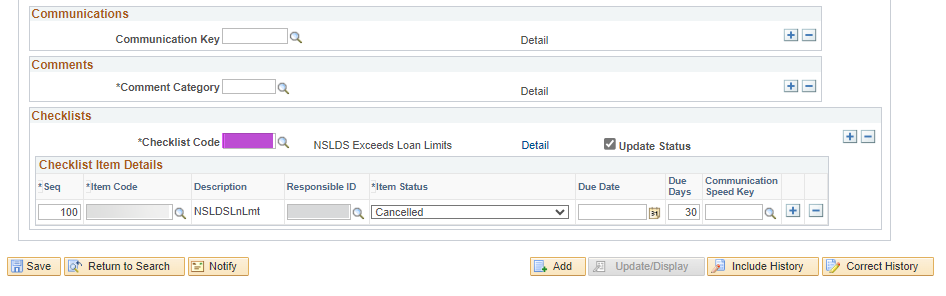 Communications
Communication Key
Detail
Comments
*Comment Category
Detail
Checklists
*Checklist Code NSLDS Exceeds Loan Limits Detail Update Status
Checklist Item Details
*Seq *Item Code Description Responsible ID *Item Status Due Date Due Days Communication Speed Key
100 NSLDSLnLmt Cancelled 31 30
Save Return to Search Notify Add Update/Display Include History Correct History